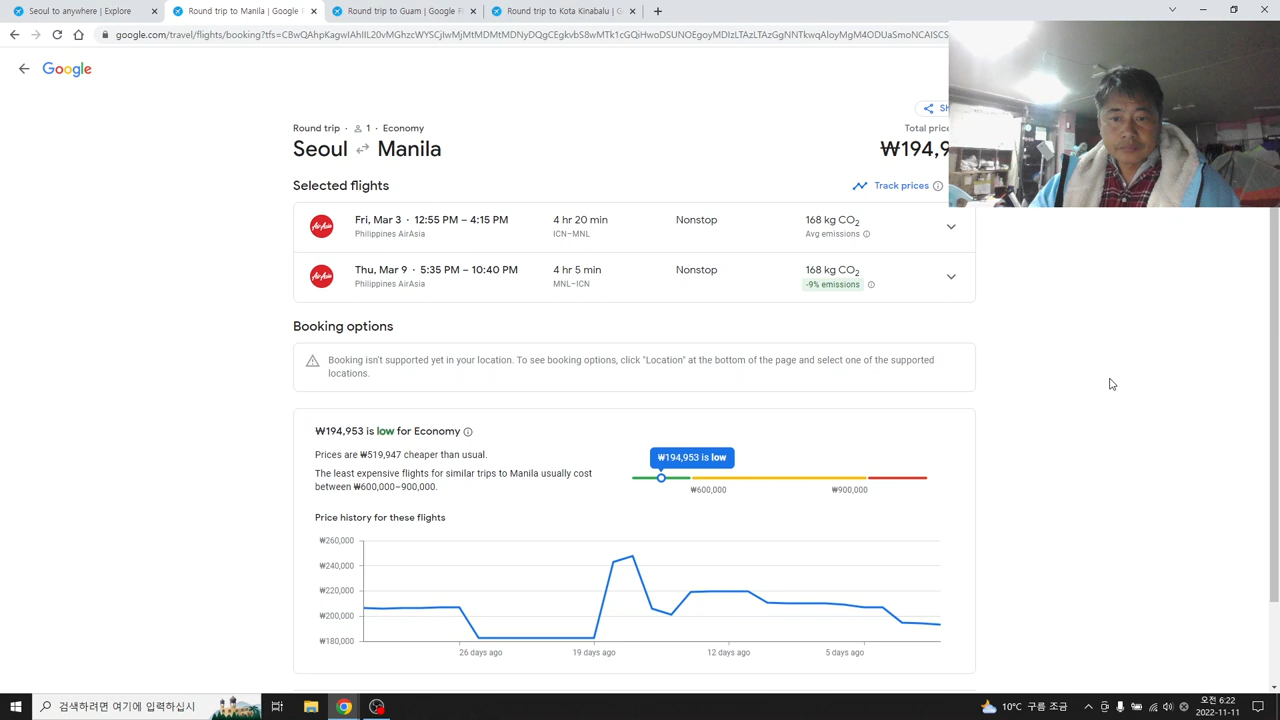 Seoul to anywhere | Explore
Round trip to Manila | Google F
Round trip to Guam | Google Fl
Round trip to Kota Kinabalu | G
google.com/travel/flights/booking?tfs=
Google
Round trip · 1 · Economy
Total price
Seoul Manila
₩194,9
Selected flights
Track prices
AirAsia
Fri, Mar 3 · 12:55 PM – 4:15 PM
4 hr 20 min
Nonstop
168 kg CO2
Philippines AirAsia
ICN–MNL
Avg emissions
AirAsia
Thu, Mar 9 · 5:35 PM – 10:40 PM
4 hr 5 min
Nonstop
168 kg CO2
Philippines AirAsia
MNL–ICN
-9% emissions
Booking options
Booking isn't supported yet in your location. To see booking options, click "Location" at the bottom of the page and select one of the supported
locations.
₩194,953 is low for Economy
Prices are ₩519,947 cheaper than usual.
The least expensive flights for similar trips to Manila usually cost
between ₩600,000–900,000.
₩194,953 is low
₩600,000
₩900,000
Price history for these flights
₩260,000
₩240,000
₩220,000
₩200,000
₩180,000
26 days ago
19 days ago
12 days ago
5 days ago
검색하려면 여기에 입력하십시
10°C 구름 조금
오전 6:22
2022-11-11